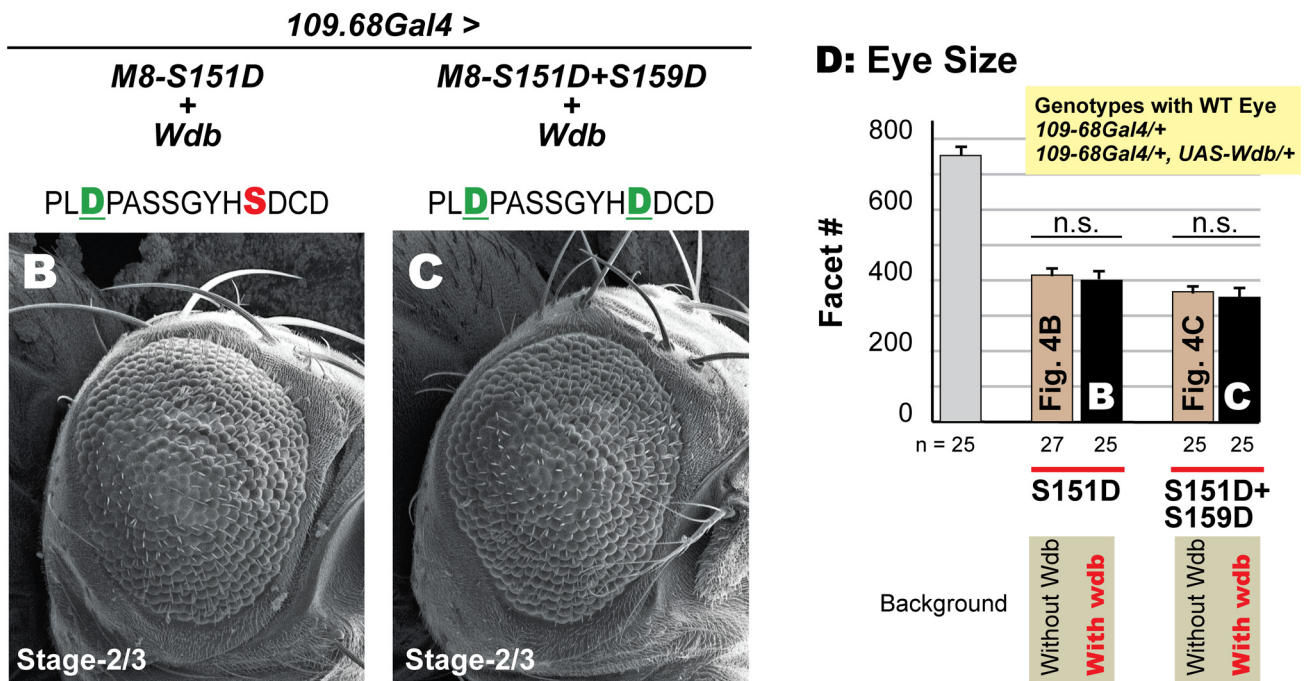 109.68Gal4 >
M8-S151D
+
Wdb
PLDPASSGYHSDCD
B
Stage-2/3
M8-S151D+S159D
+
Wdb
PLDPASSGYHDDCD
C
Stage-2/3
D: Eye Size
Genotypes with WT Eye
109-68Gal4/+
109-68Gal4/+, UAS-Wdb/+
Facet #
800
600
400
200
0
n.s.
n.s.
Fig. 4B
B
Fig. 4C
C
n = 25
27
25
25
25
S151D
S151D+
S159D
Background
Without Wdb
With wdb
Without Wdb
With wdb